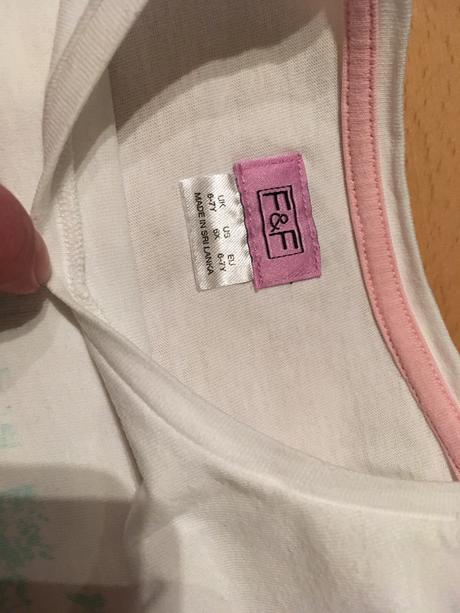 F&F
UK US EU
6-7Y 6X 6-7Y
MADE IN SRI LANKA